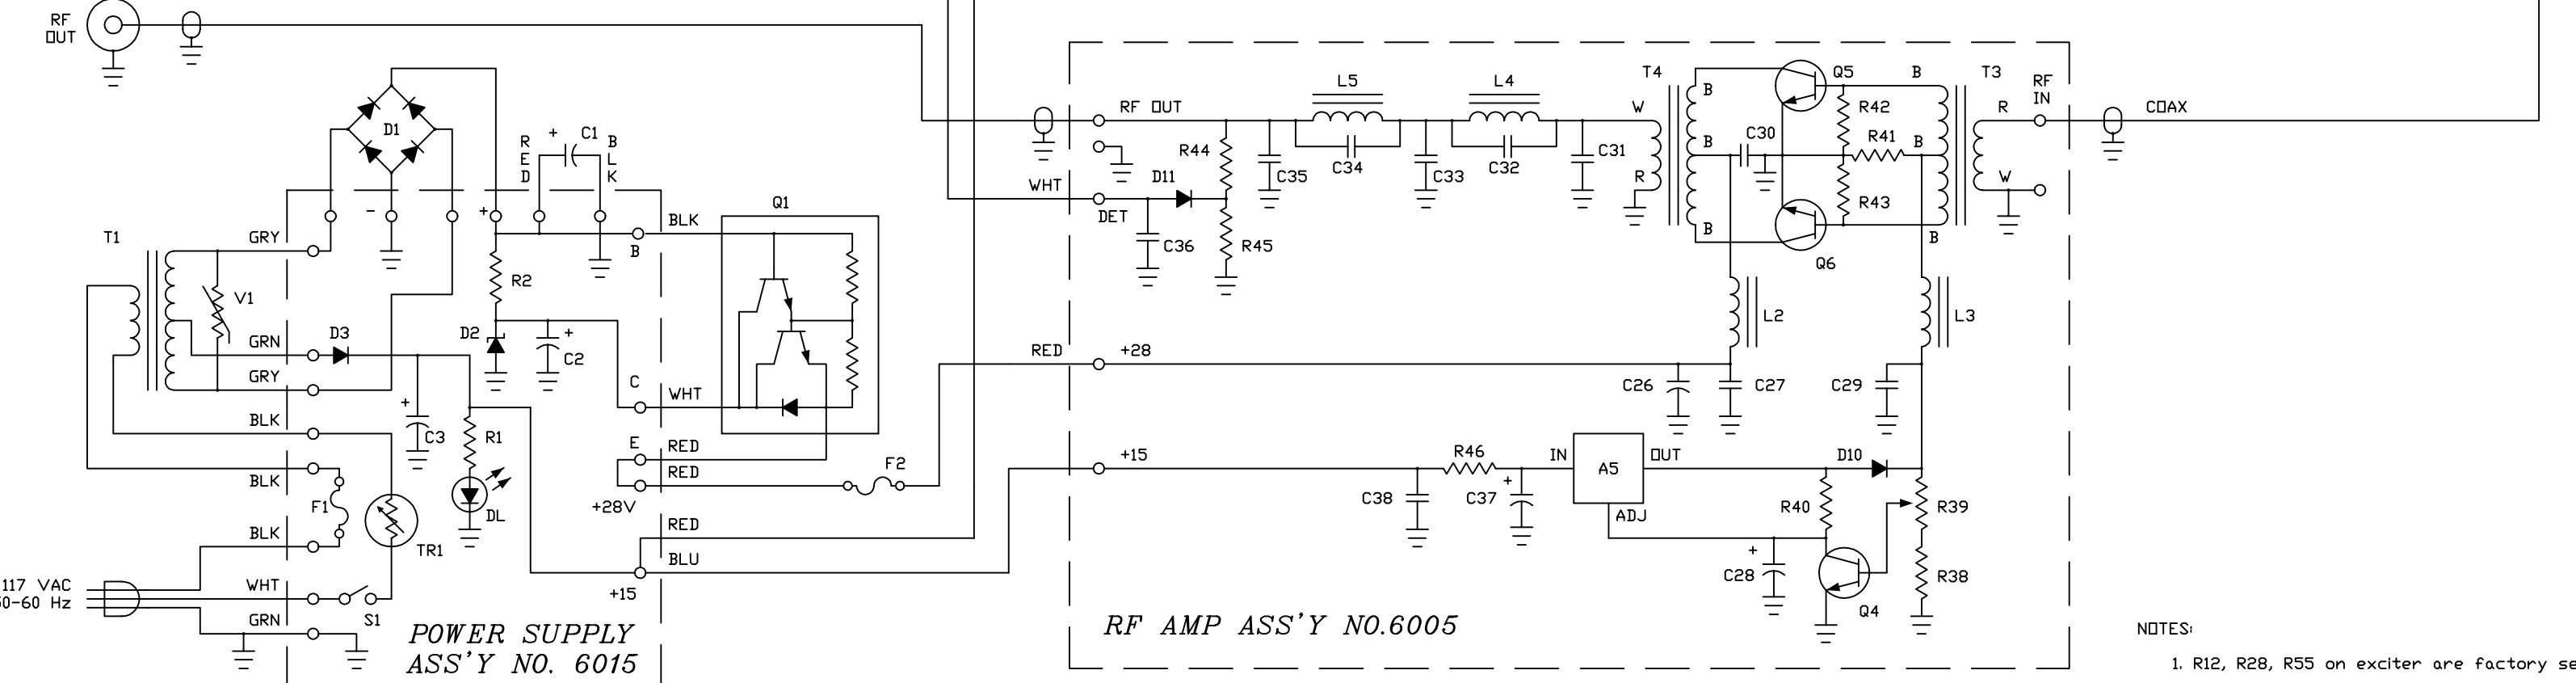 RF
OUT
T4
L5
L4
Q5
B
T3
RF
IN
RF OUT
W
B
R42
R
COAX
D1
+
C1
R
E
D
B
L
K
R44
C35
C34
C33
C32
C31
R
B
C30
R41
B
W
WHT
D11
DET
R43
C36
R45
B
B
Q6
-
+
BLK
B
Q1
T1
GRY
V1
R2
GRN
D3
D2
+
C2
L2
L3
RED
+28
GRY
C
WHT
C26
C27
C29
BLK
+
C3
R1
E
RED
RED
F2
+15
R46
IN
A5
OUT
D10
BLK
F1
DL
+28V
C38
C37
+
ADJ
R40
R39
BLK
TR1
RED
BLU
+
C28
R38
117 VAC
50-60 Hz
WHT
S1
+15
Q4
GRN
POWER SUPPLY
ASS'Y NO. 6015
RF AMP ASS'Y NO.6005
NOTES:
1. R12, R28, R55 on exciter are factory se